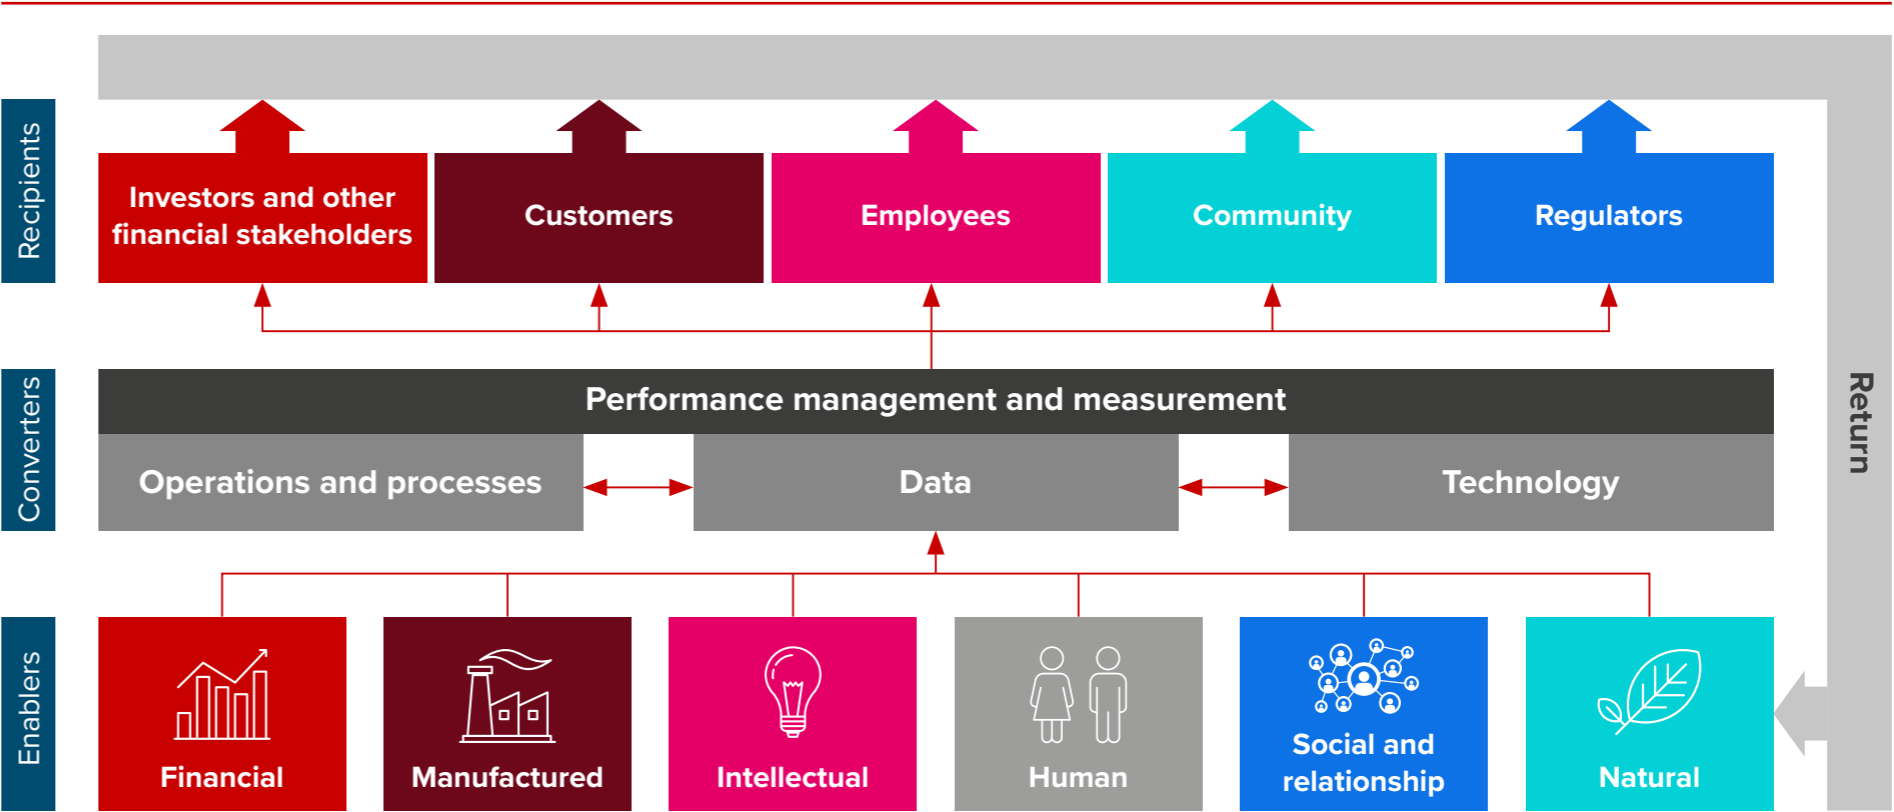 Recipients
Investors and other
financial stakeholders
Customers
Employees
Community
Regulators
Converters
Performance management and measurement
Operations and processes
Data
Technology
Return
Enablers
Financial
Manufactured
Intellectual
Human
Social and
relationship
Natural